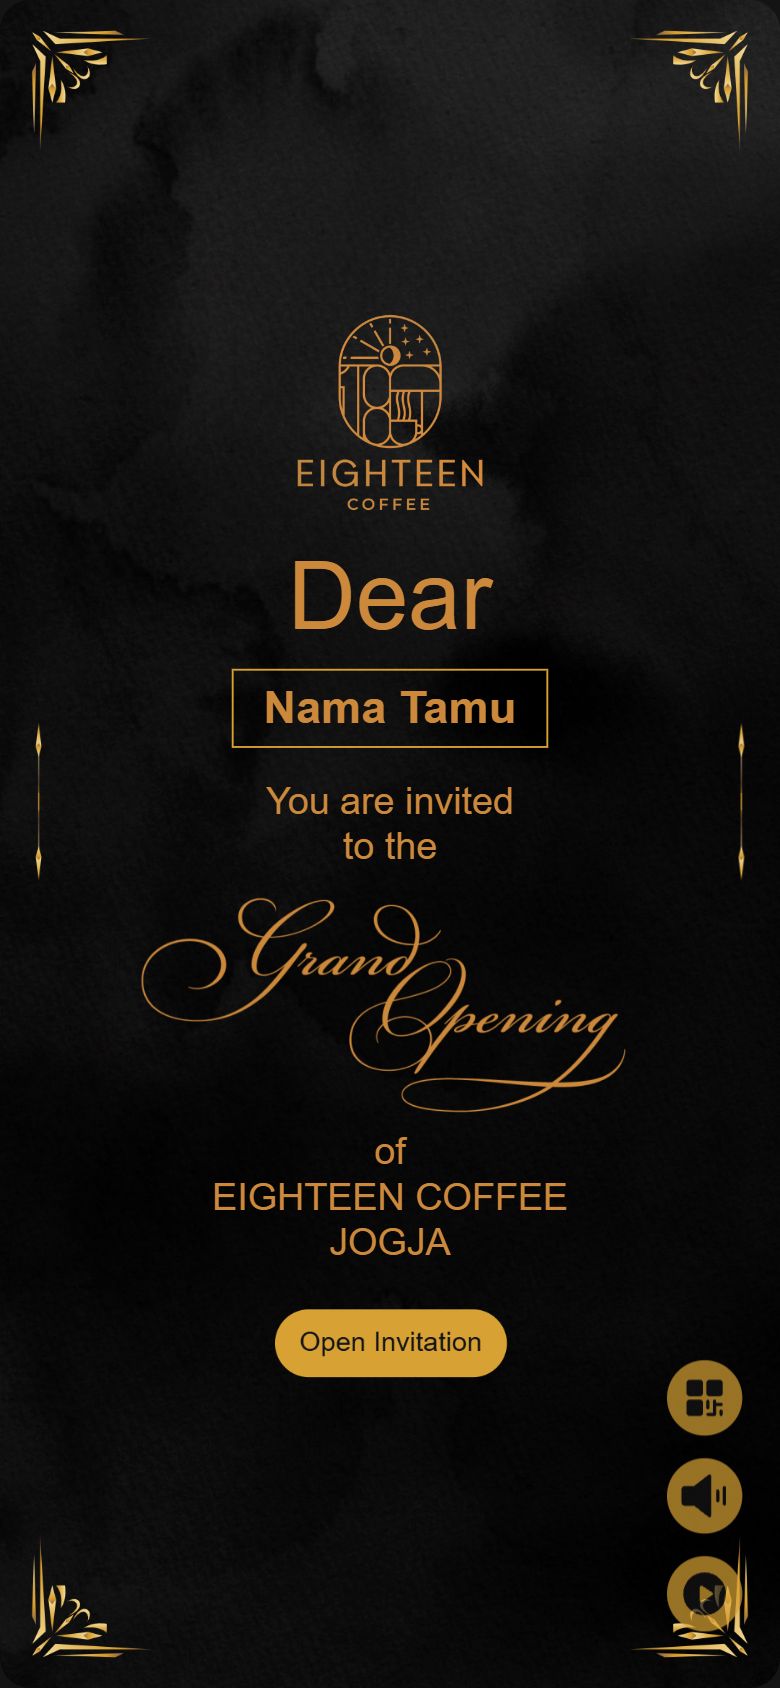 EIGHTEEN
COFFEE
Dear
Nama Tamu
You are invited
to the
Grand
Opening
of
EIGHTEEN COFFEE
JOGJA
Open Invitation